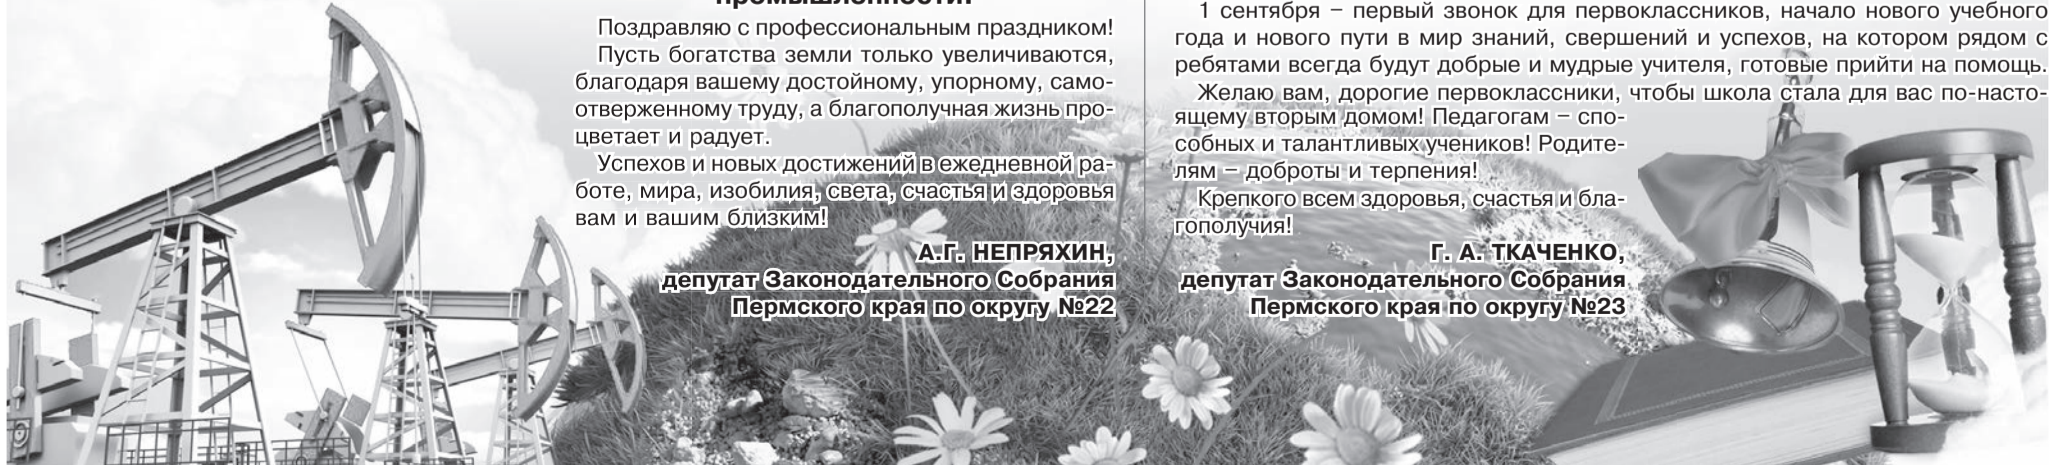 промышленности!
Поздравляю с профессиональным праздником!
Пусть богатства земли только увеличиваются,
благодаря вашему достойному, упорному, само-
отверженному труду, а благополучная жизнь про-
цветает и радует.
Успехов и новых достижений в ежедневной ра-
боте, мира, изобилия, света, счастья и здоровья
вам и вашим близким!
А.Г. НЕПРЯХИН,
депутат Законодательного Собрания
Пермского края по округу №22
1 сентября – первый звонок для первоклассников, начало нового учебного
года и нового пути в мир знаний, свершений и успехов, на котором рядом с
ребятами всегда будут добрые и мудрые учителя, готовые прийти на помощь.
Желаю вам, дорогие первоклассники, чтобы школа стала для вас по-насто-
ящему вторым домом! Педагогам – спо-
собных и талантливых учеников! Родите-
лям – доброты и терпения!
Крепкого всем здоровья, счастья и бла-
гополучия!
Г. А. ТКАЧЕНКО,
депутат Законодательного Собрания
Пермского края по округу №23